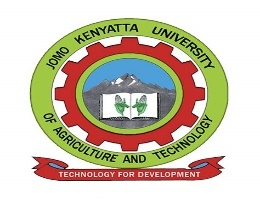 JOMO KENYATTA UNIVERSITY
OF AGRICULTURE AND TECHNOLOGY
TECHNOLOGY FOR DEVELOPMENT